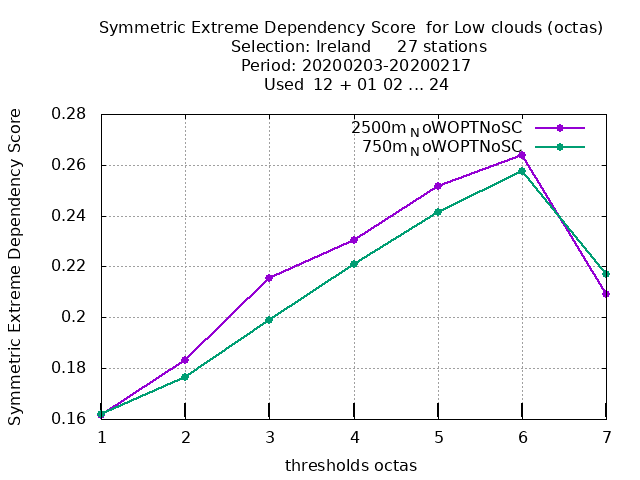 Symmetric Extreme Dependency Score for Low clouds (octas)
Selection: Ireland 27 stations
Period: 20200203-20200217
Used 12 + 01 02 ... 24
2500m_NoWOPTNoSC
750m_NoWOPTNoSC
Symmetric Extreme Dependency Score
0.28
0.26
0.24
0.22
0.2
0.18
0.16
1 2 3 4 5 6 7
thresholds octas